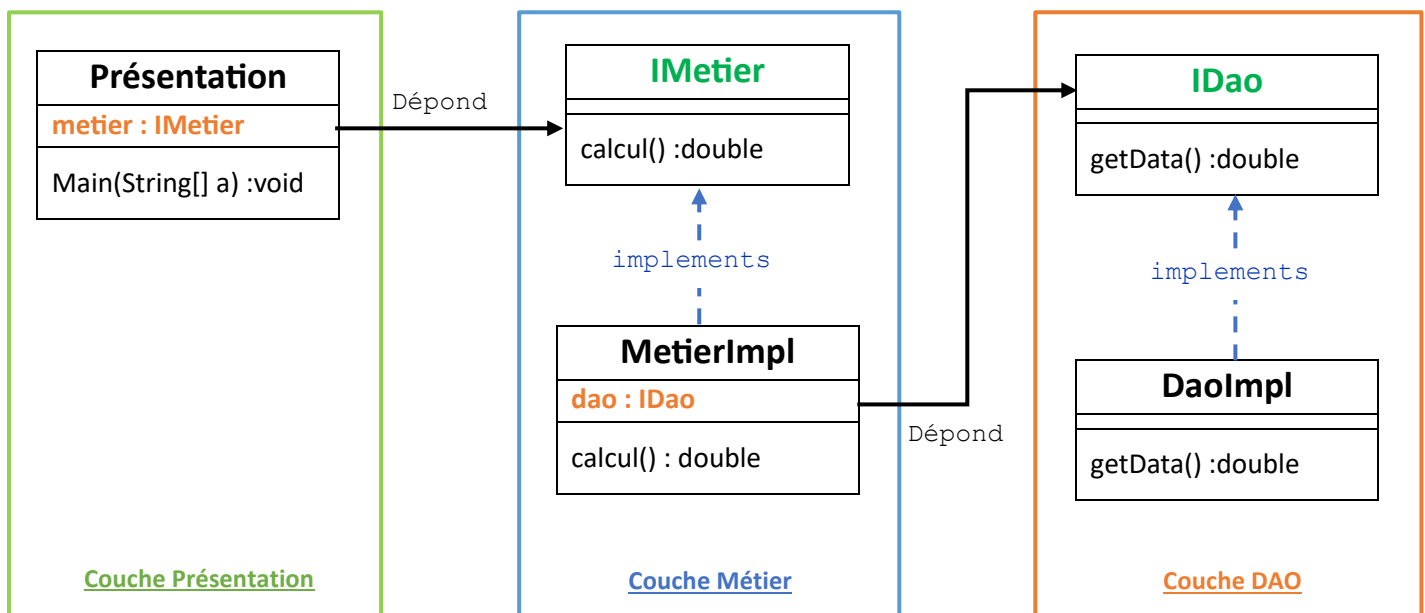 Présentation
metier : IMetier
Main(String[] a) :void
Couche Présentation
Dépond
IMetier
calcul() :double
implements
MetierImpl
dao : IDao
calcul() : double
Couche Métier
Dépond
IDao
getData() :double
implements
DaoImpl
getData() :double
Couche DAO